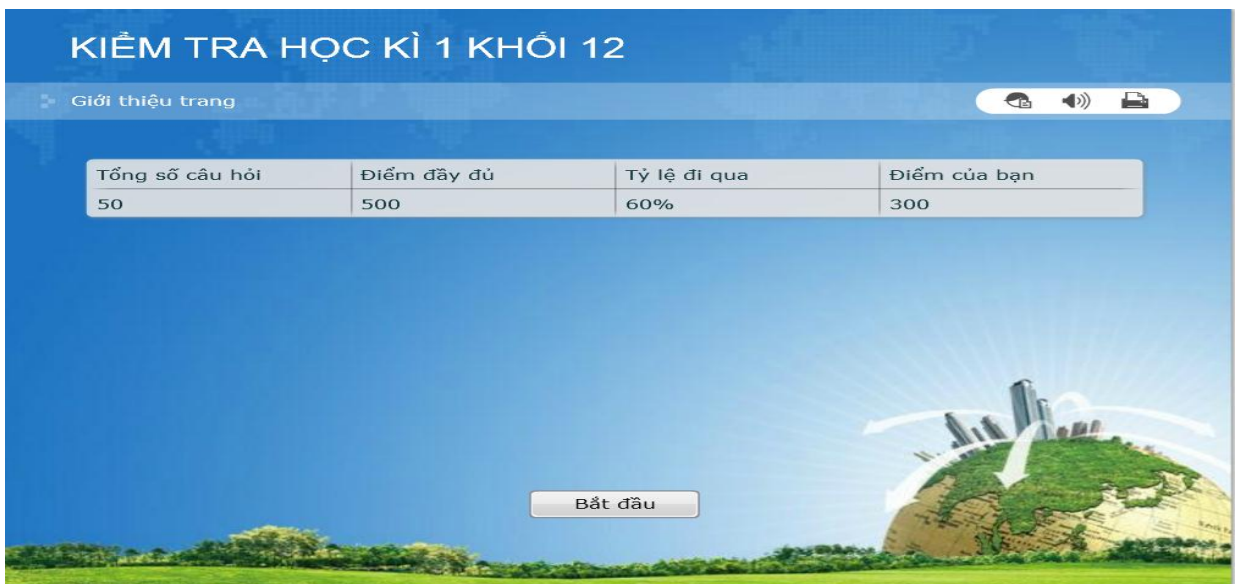 KIỂM TRA HỌC KÌ 1 KHỐI 12
Giới thiệu trang
Tổng số câu hỏi Điểm đầy đủ Tỷ lệ đi qua Điểm của bạn
50 500 60% 300
Bắt đầu